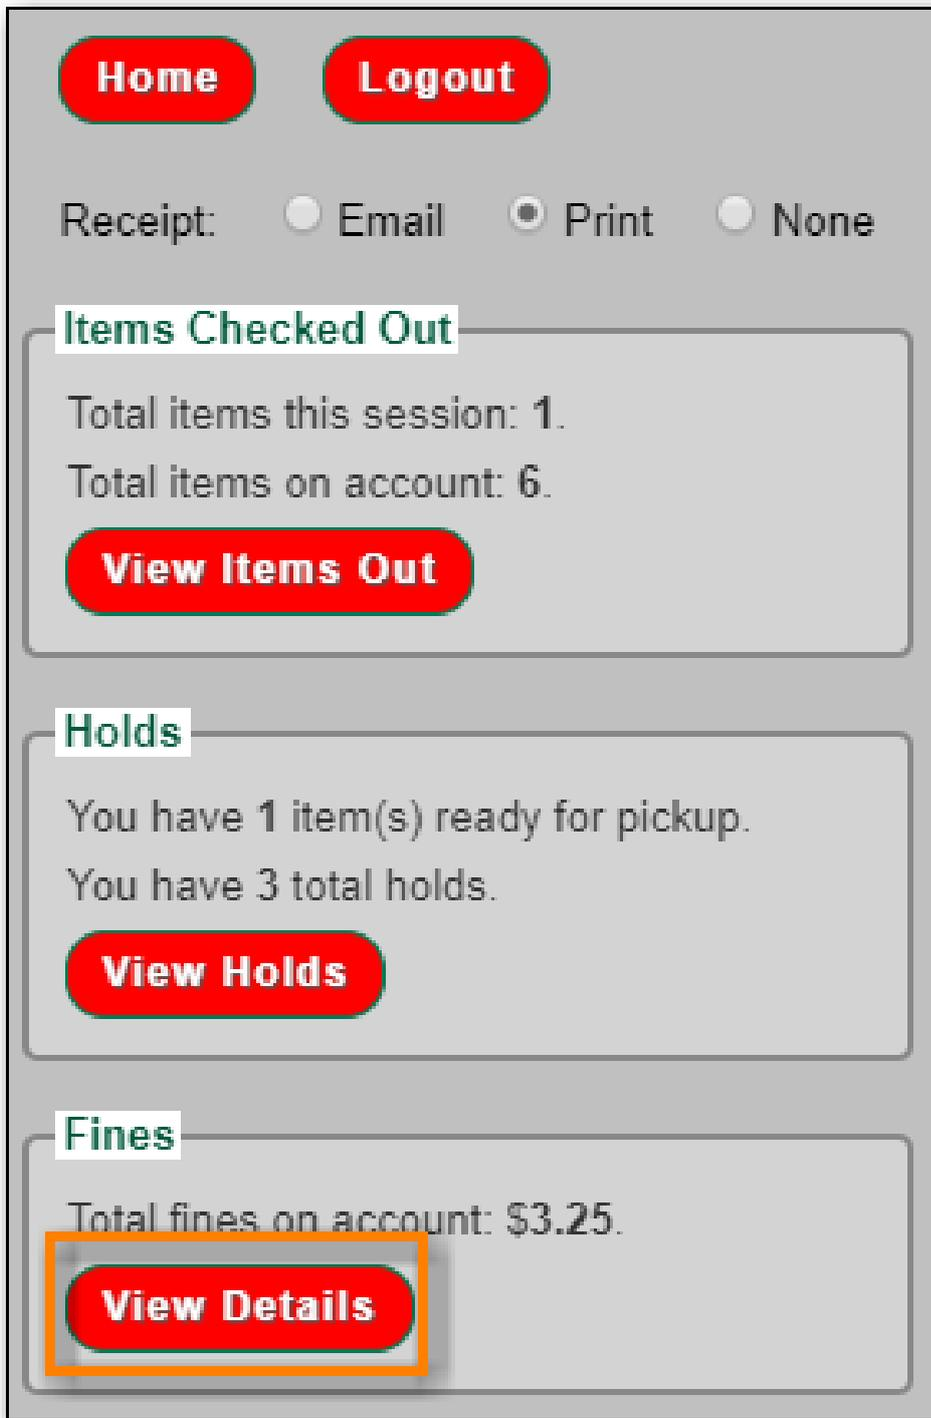 Home Logout
Receipt: Email Print None
Items Checked Out
Total items this session: 1.
Total items on account: 6.
View Items Out
Holds
You have 1 item(s) ready for pickup.
You have 3 total holds.
View Holds
Fines
Total fines on account: $3.25.
View Details